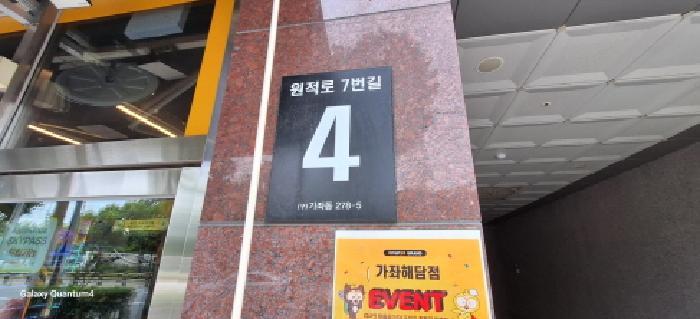 원적로 7번길
4
(구)가좌동 278-5
SKYPASS
가좌해담점
EVENT
Galaxy Quantum4